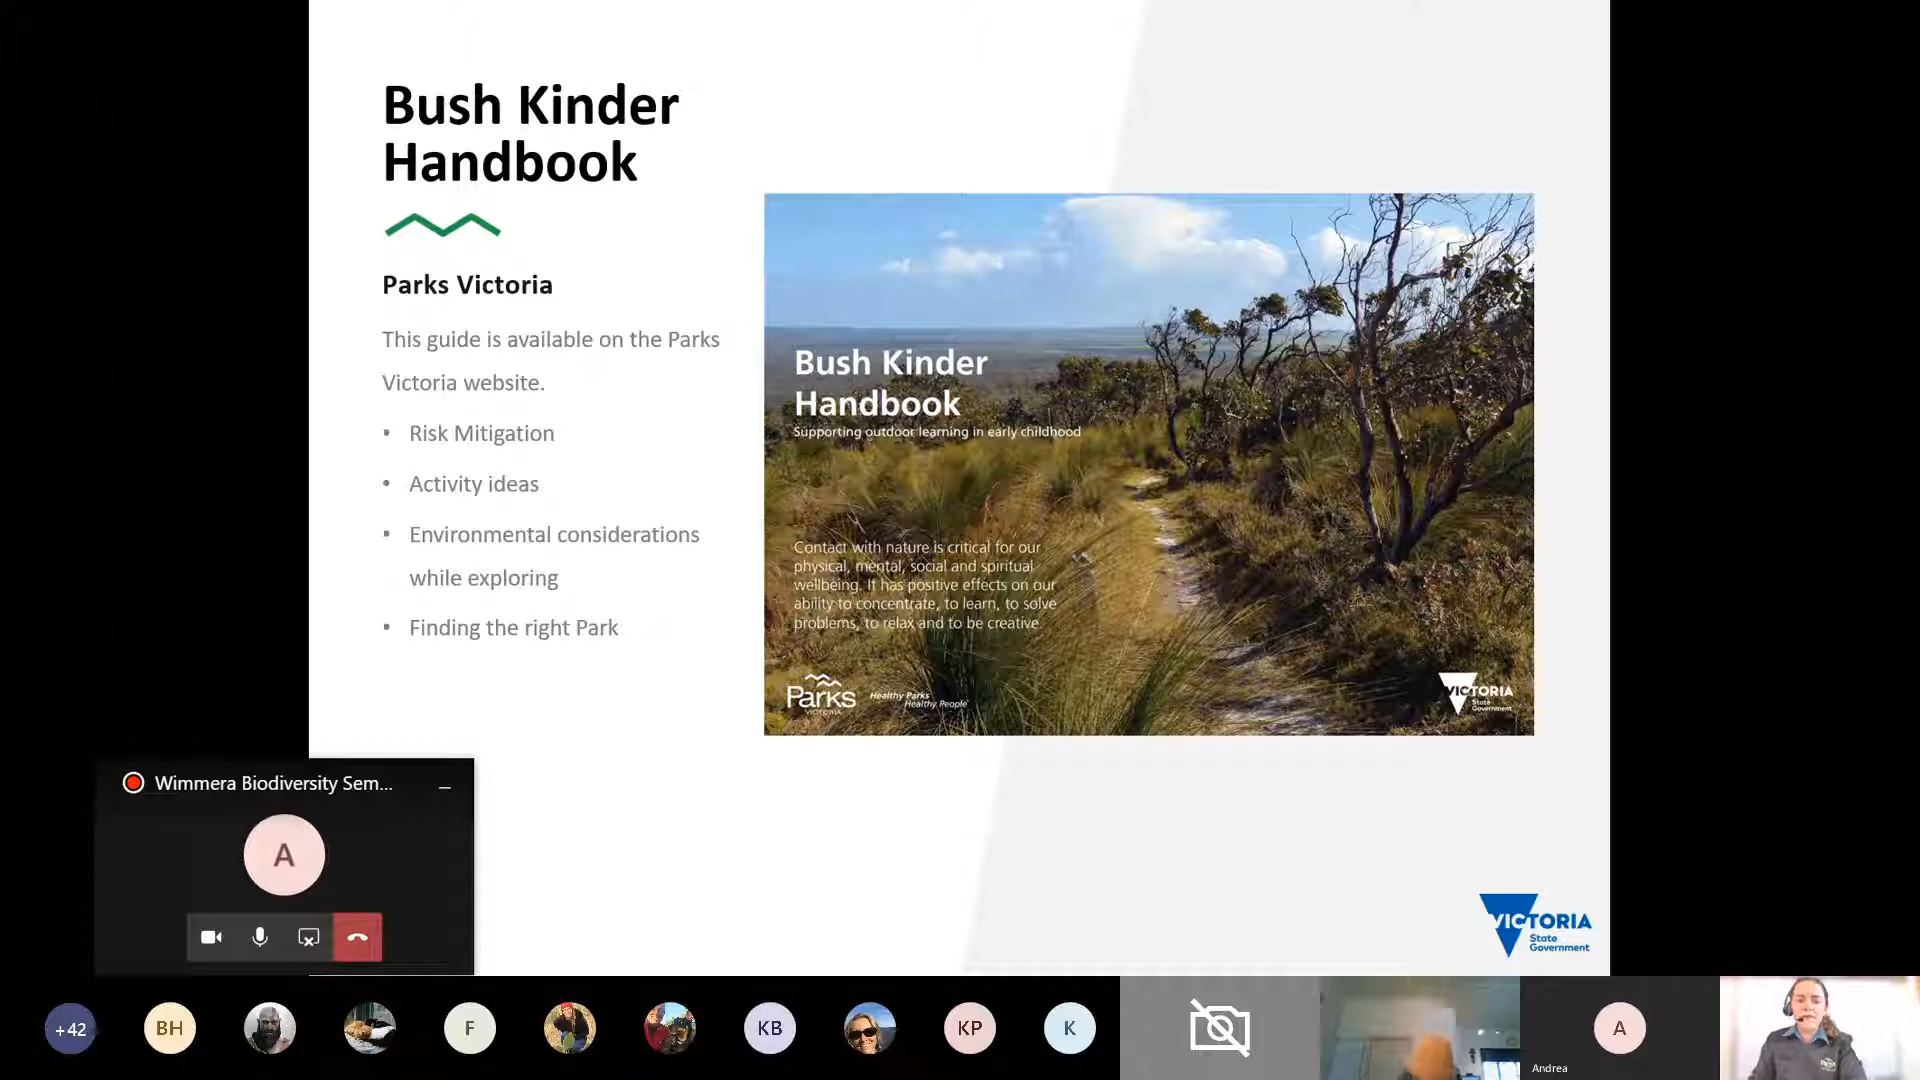 Bush Kinder
Handbook
Parks Victoria
This guide is available on the Parks
Victoria website.
• Risk Mitigation
• Activity ideas
• Environmental considerations
while exploring
• Finding the right Park
Bush Kinder
Handbook
Supporting outdoor learning in early childhood
Contact with nature is critical for our
physical, mental, social and spiritual
wellbeing. It has positive effects on our
ability to concentrate, to learn, to solve
problems, to relax and to be creative.
Parks
VICTORIA
Healthy Parks
Healthy People
VICTORIA
State
Government
Wimmera Biodiversity Sem...
A
VICTORIA
State
Government
+42
BH
F
KB
KP
K
A
Andrea
Parks